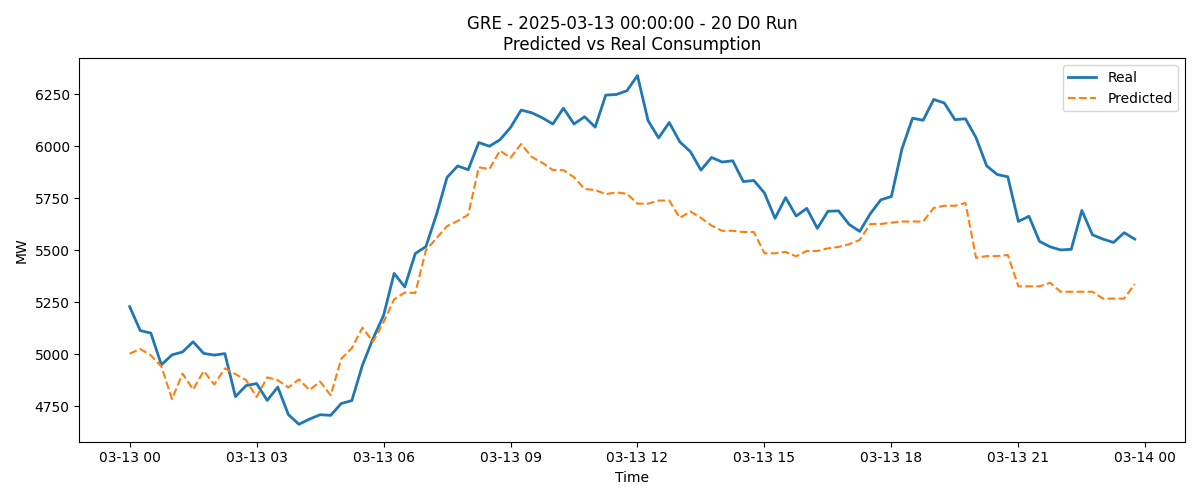 GRE - 2025-03-13 00:00:00 - 20 D0 Run
Predicted vs Real Consumption
Real
Predicted
MW
6250
6000
5750
5500
5250
5000
4750
03-13 00
03-13 03
03-13 06
03-13 09
03-13 12
03-13 15
03-13 18
03-13 21
03-14 00
Time